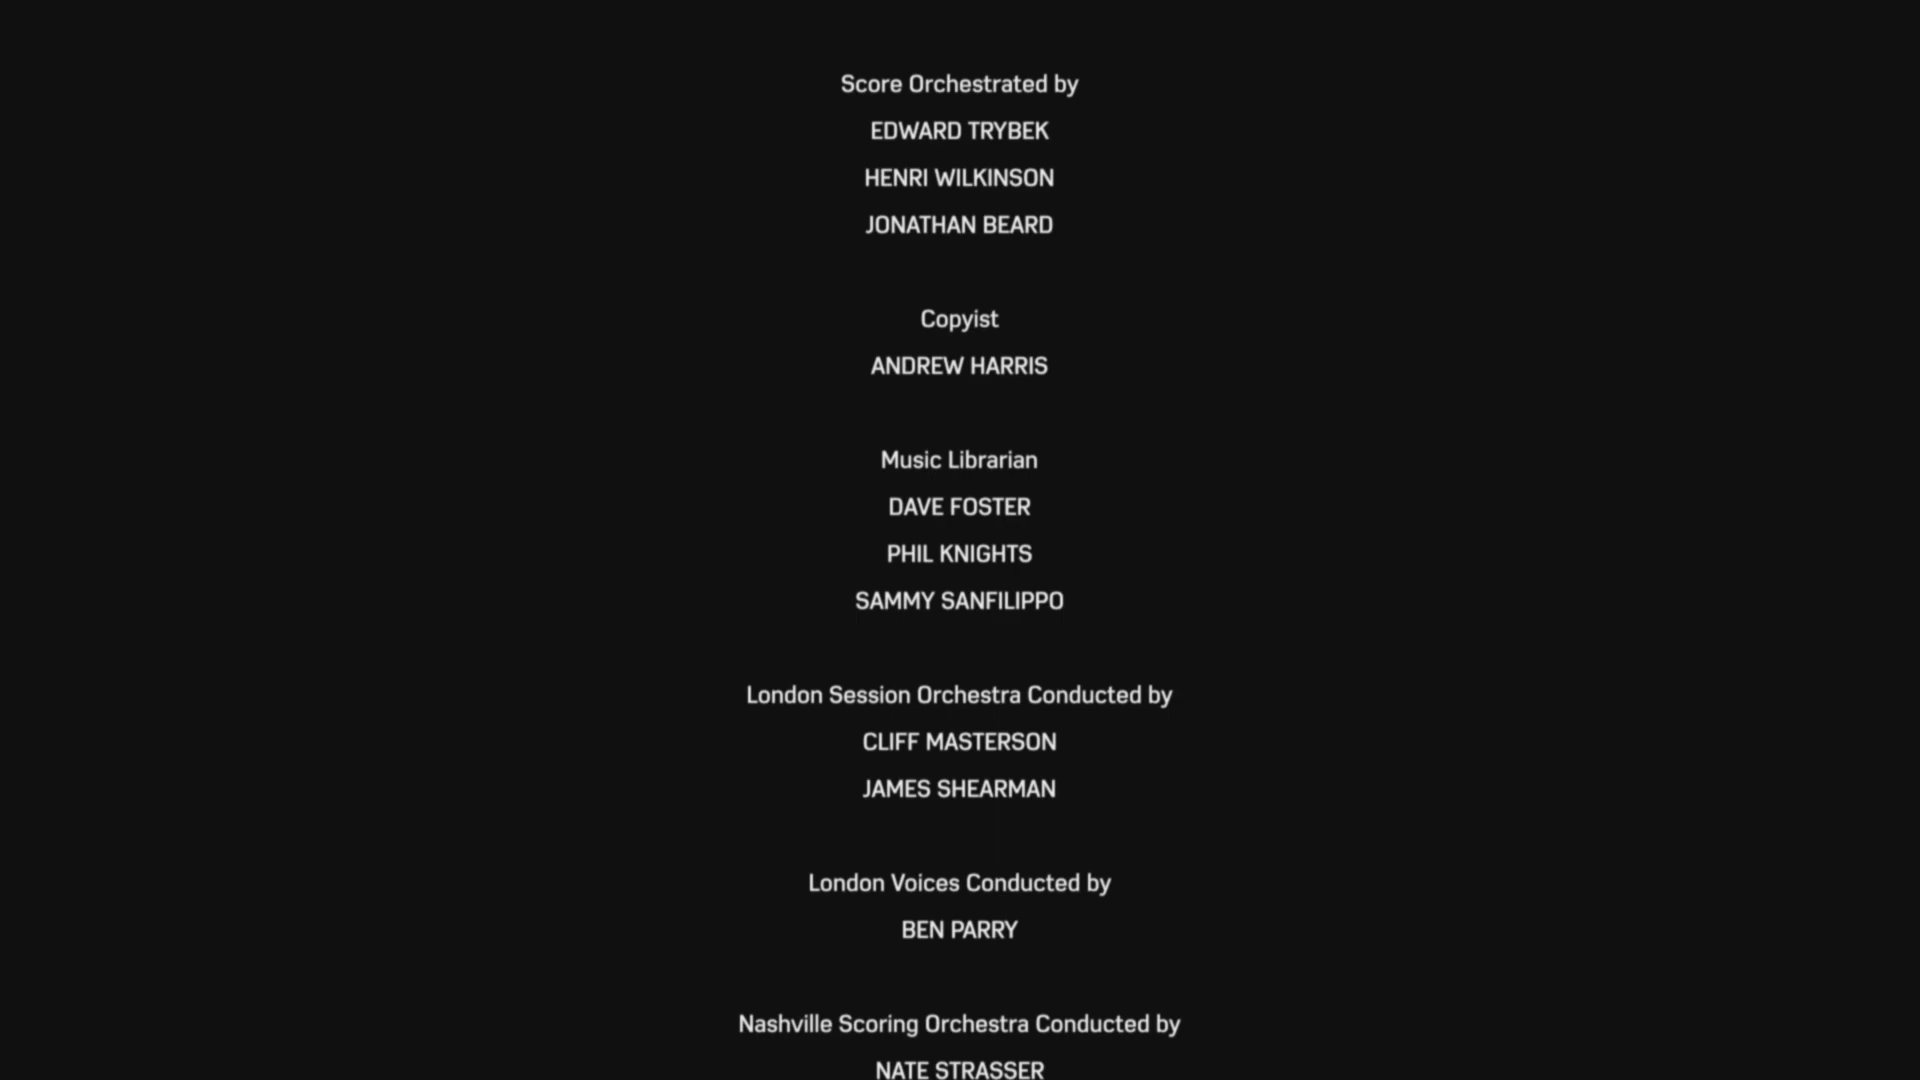 Score Orchestrated by
EDWARD TRYBEK
HENRI WILKINSON
JONATHAN BEARD
Copyist
ANDREW HARRIS
Music Librarian
DAVE FOSTER
PHIL KNIGHTS
SAMMY SANFILIPPO
London Session Orchestra Conducted by
CLIFF MASTERSON
JAMES SHEARMAN
London Voices Conducted by
BEN PARRY
Nashville Scoring Orchestra Conducted by
NATE STRASSER